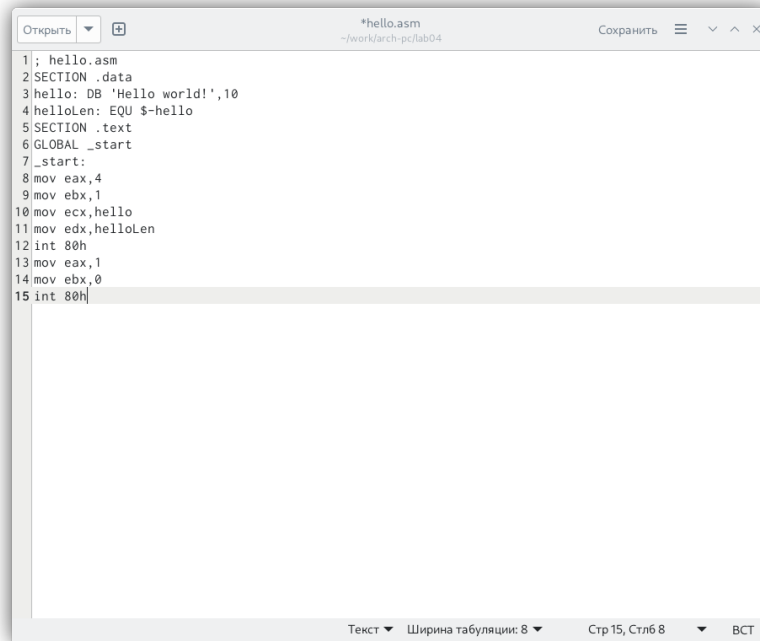 Открыть
*hello.asm
~/work/arch-pc/lab04
Сохранить
1 ; hello.asm
2 SECTION .data
3 hello: DB 'Hello world!',10
4 helloLen: EQU $-hello
5 SECTION .text
6 GLOBAL _start
7 _start:
8 mov eax,4
9 mov ebx,1
10 mov ecx,hello
11 mov edx,helloLen
12 int 80h
13 mov eax,1
14 mov ebx,0
15 int 80h
Текст Ширина табуляции: 8 Стр 15, Стлб 8 ВСТ